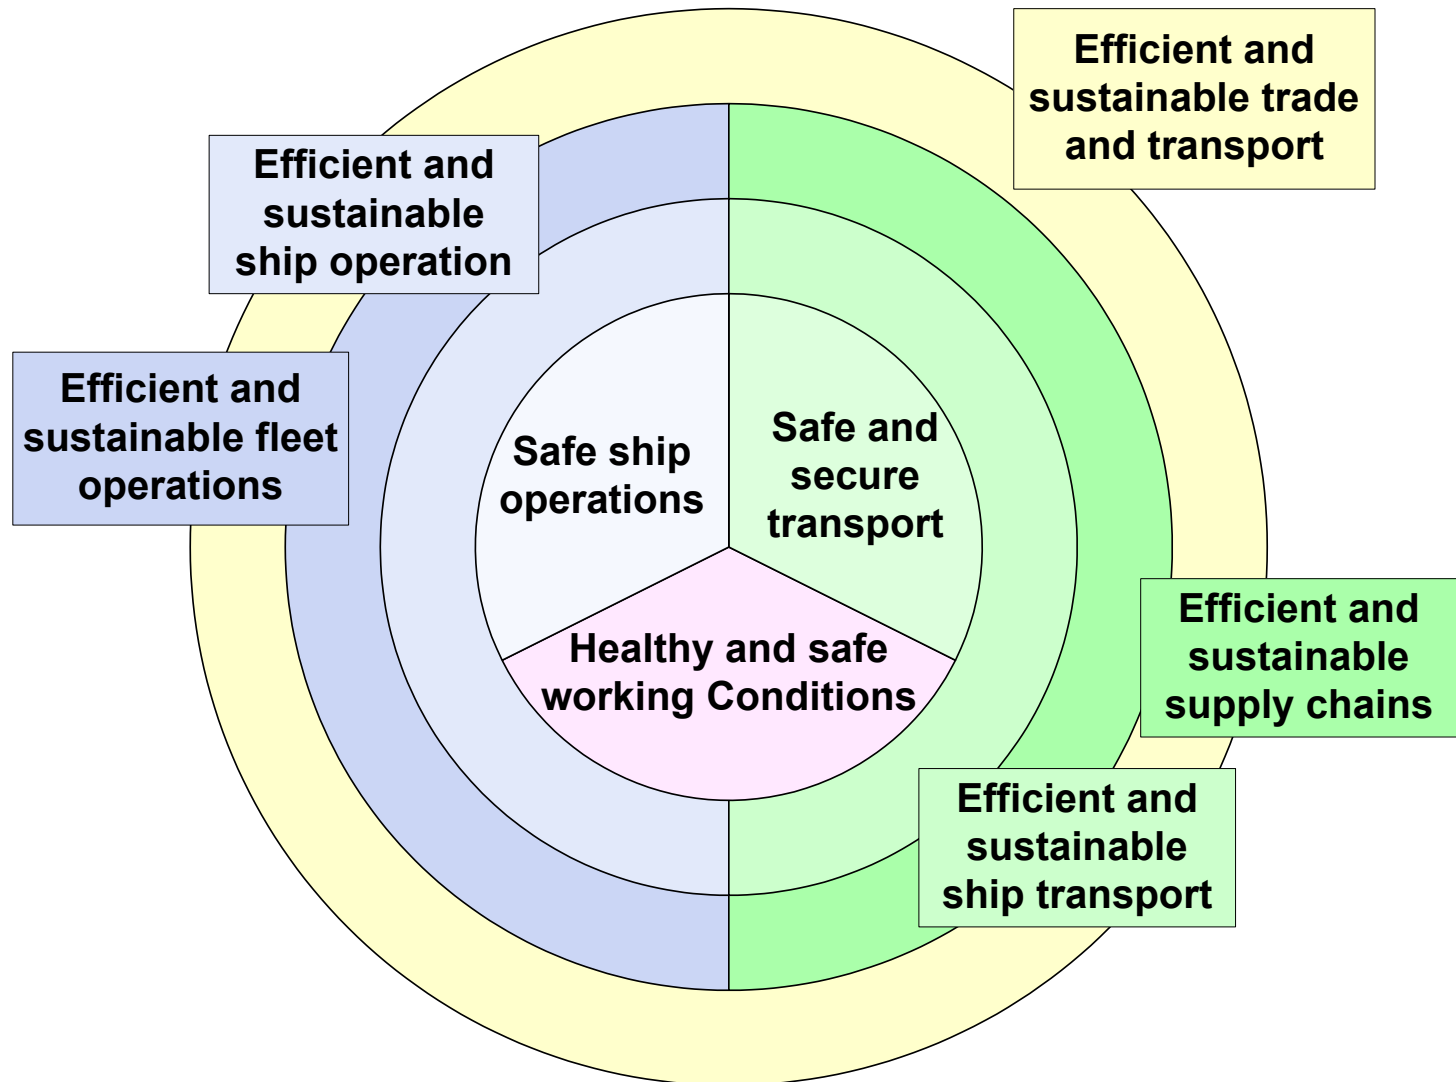 Efficient and
sustainable trade
and transport
Efficient and
sustainable
ship operation
Efficient and
sustainable fleet
operations
Safe ship
operations
Safe and
secure
transport
Healthy and safe
working Conditions
Efficient and
sustainable
supply chains
Efficient and
sustainable
ship transport